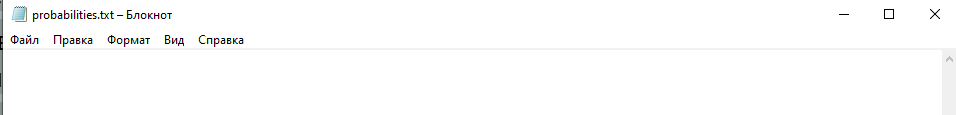 probabilities.txt – Блокнот
Файл Правка Формат Вид Справка